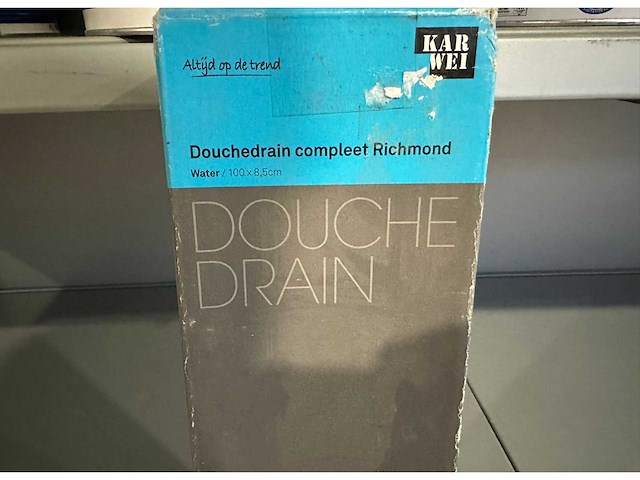 Altijd op de trend
KAR
WEI
Douchedrain compleet Richmond
Water / 100 x 8,5cm
DOUCHE
DRAIN